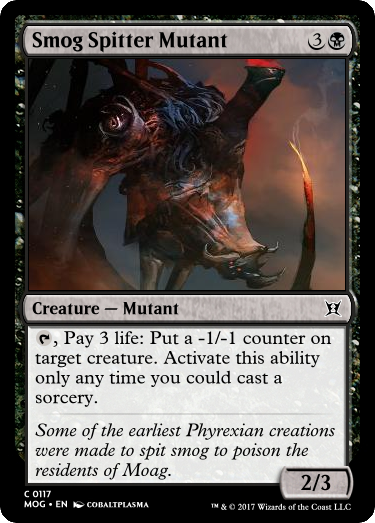 Smog Spitter Mutant 3
Creature — Mutant
, Pay 3 life: Put a -1/-1 counter on
target creature. Activate this ability
only any time you could cast a
sorcery.
Some of the earliest Phyrexian creations
were made to spit smog to poison the
residents of Moag.
2/3
C 0117
MOG • EN COBALTPLASMA
™ & © 2017 Wizards of the Coast LLC